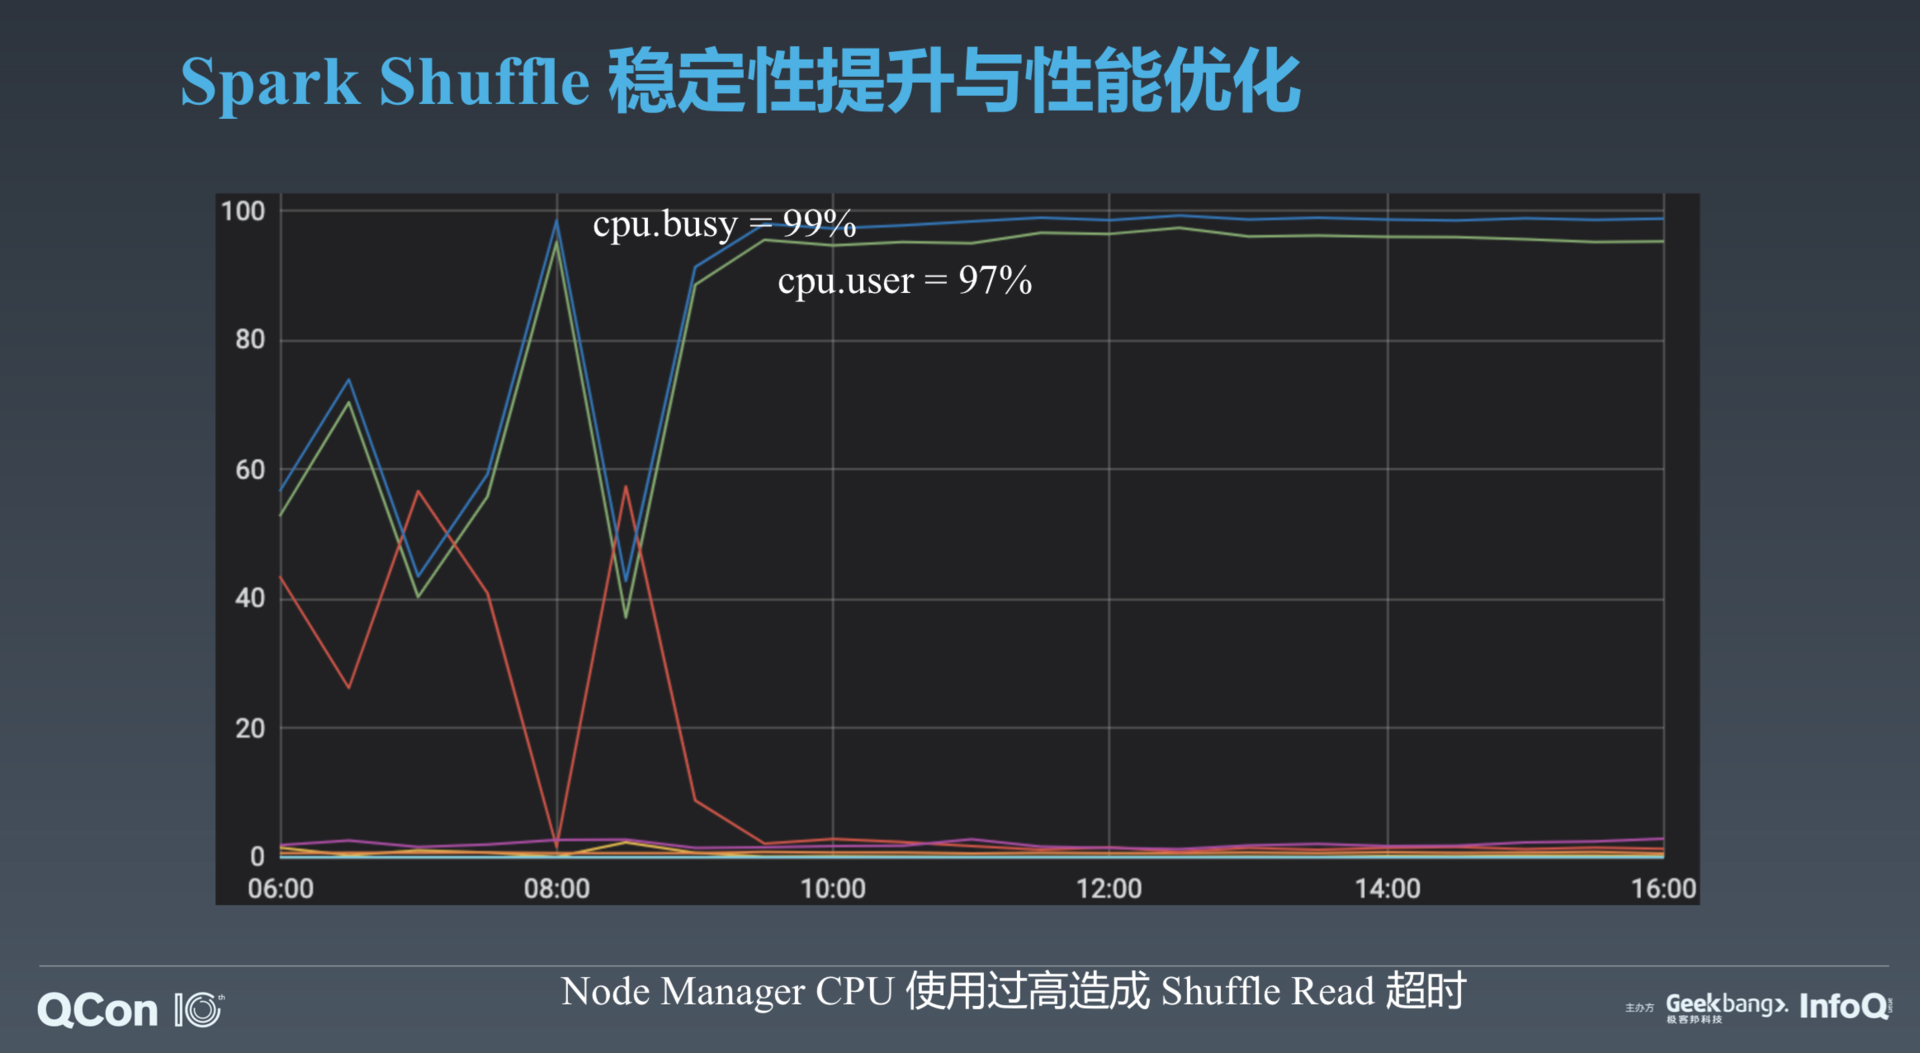 Spark Shuffle 稳定性提升与性能优化
100
cpu.busy = 99%
cpu.user = 97%
80
60
40
20
0
06:00 08:00 10:00 12:00 14:00 16:00
Node Manager CPU 使用过高造成 Shuffle Read 超时
QCon 10th
主办方 Geekbang>. InfoQ
极客邦科技